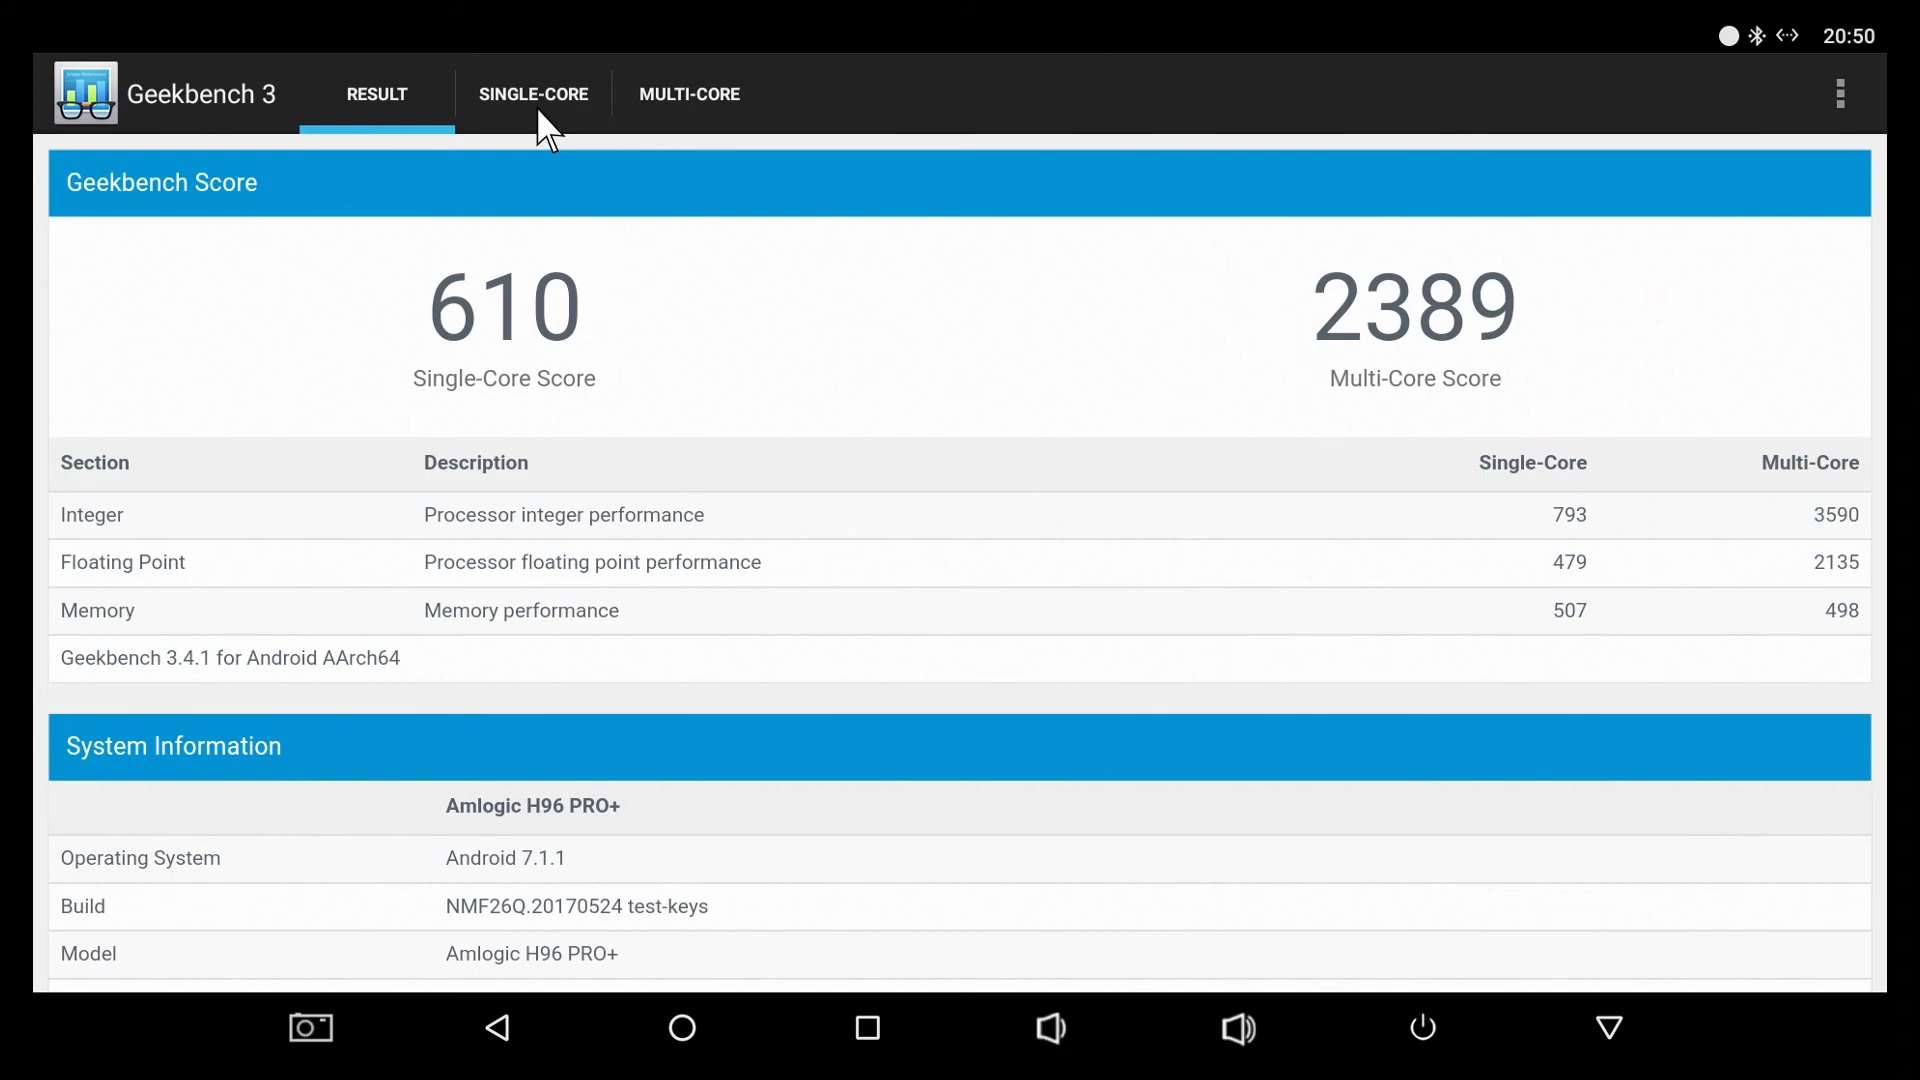 20:50
Geekbench 3 RESULT SINGLE-CORE MULTI-CORE
Geekbench Score
610 2389
Single-Core Score Multi-Core Score
Section Description Single-Core Multi-Core
Integer Processor integer performance 793 3590
Floating Point Processor floating point performance 479 2135
Memory Memory performance 507 498
Geekbench 3.4.1 for Android AArch64
System Information
Amlogic H96 PRO+
Operating System Android 7.1.1
Build NMF26Q.20170524 test-keys
Model Amlogic H96 PRO+